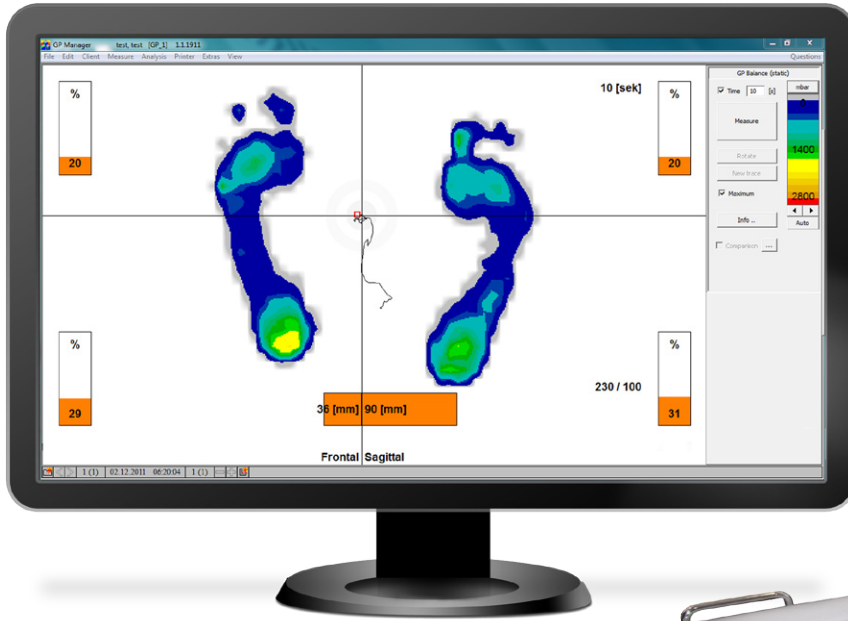 GP Manager test, test [GP_1] 1.1.1911
File Edit Client Measure Analysis Printer Extras View Questions
GP Balance (static)
Time 10 [s]
mbar
0
Measure
1400
Rotate
New trace
Maximum
2800
Info ...
Auto
Comparison ...
%
20
10 [sek]
%
20
%
29
230 / 100
%
31
36 [mm] 90 [mm]
Frontal Sagittal
1 (1) 02.12.2011 06:20:04 1 (1)